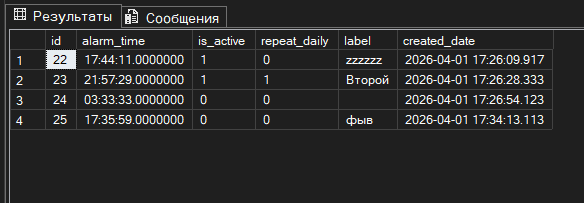 Результаты Сообщения
id alarm_time is_active repeat_daily label created_date
1 22 17:44:11.0000000 1 0 zzzzzz 2026-04-01 17:26:09.917
2 23 21:57:29.0000000 1 1 Второй 2026-04-01 17:26:28.333
3 24 03:33:33.0000000 0 0 2026-04-01 17:26:54.123
4 25 17:35:59.0000000 0 0 фыв 2026-04-01 17:34:13.113